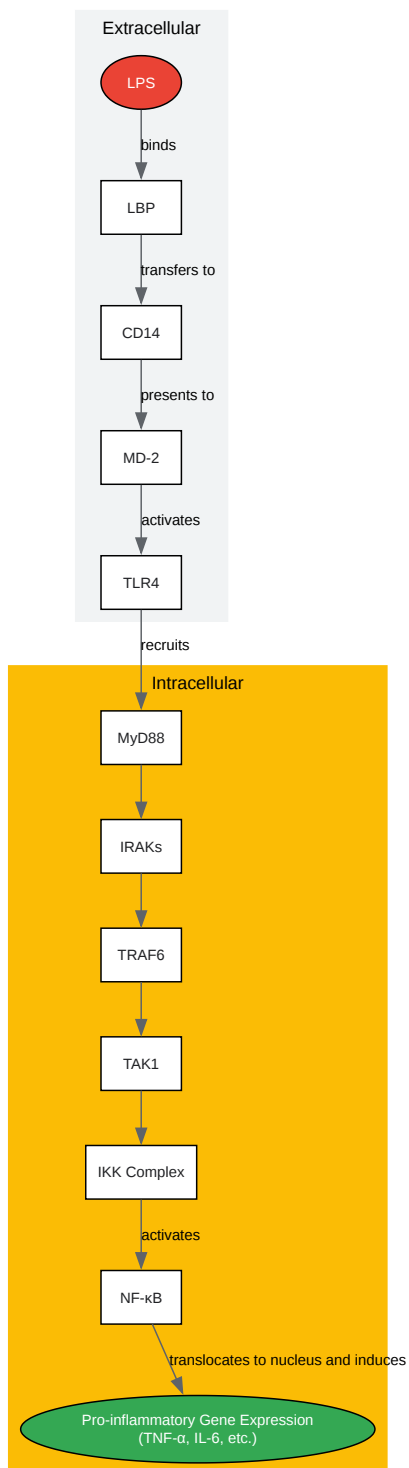 Extracellular
LPS
binds
LBP
transfers to
CD14
presents to
MD-2
activates
TLR4
recruits
Intracellular
MyD88
IRAKs
TRAF6
TAK1
IKK Complex
activates
NF-κB
translocates to nucleus and induces
Pro-inflammatory Gene Expression
(TNF-α, IL-6, etc.)